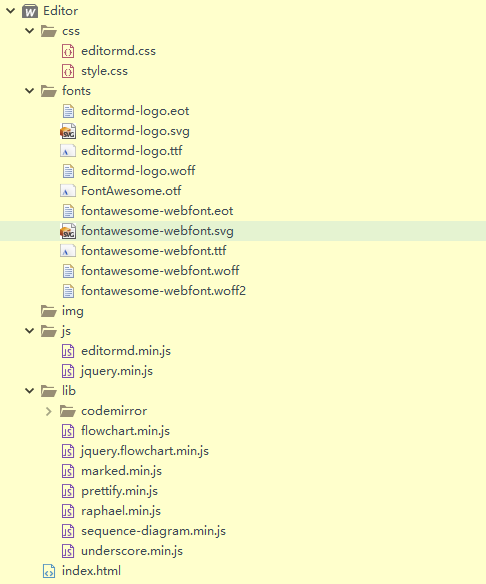 Editor
css
editormd.css
style.css
fonts
editormd-logo.eot
editormd-logo.svg
editormd-logo.ttf
editormd-logo.woff
FontAwesome.otf
fontawesome-webfont.eot
fontawesome-webfont.svg
fontawesome-webfont.ttf
fontawesome-webfont.woff
fontawesome-webfont.woff2
img
js
editormd.min.js
jquery.min.js
lib
codemirror
flowchart.min.js
jquery.flowchart.min.js
marked.min.js
prettify.min.js
raphael.min.js
sequence-diagram.min.js
underscore.min.js
index.html